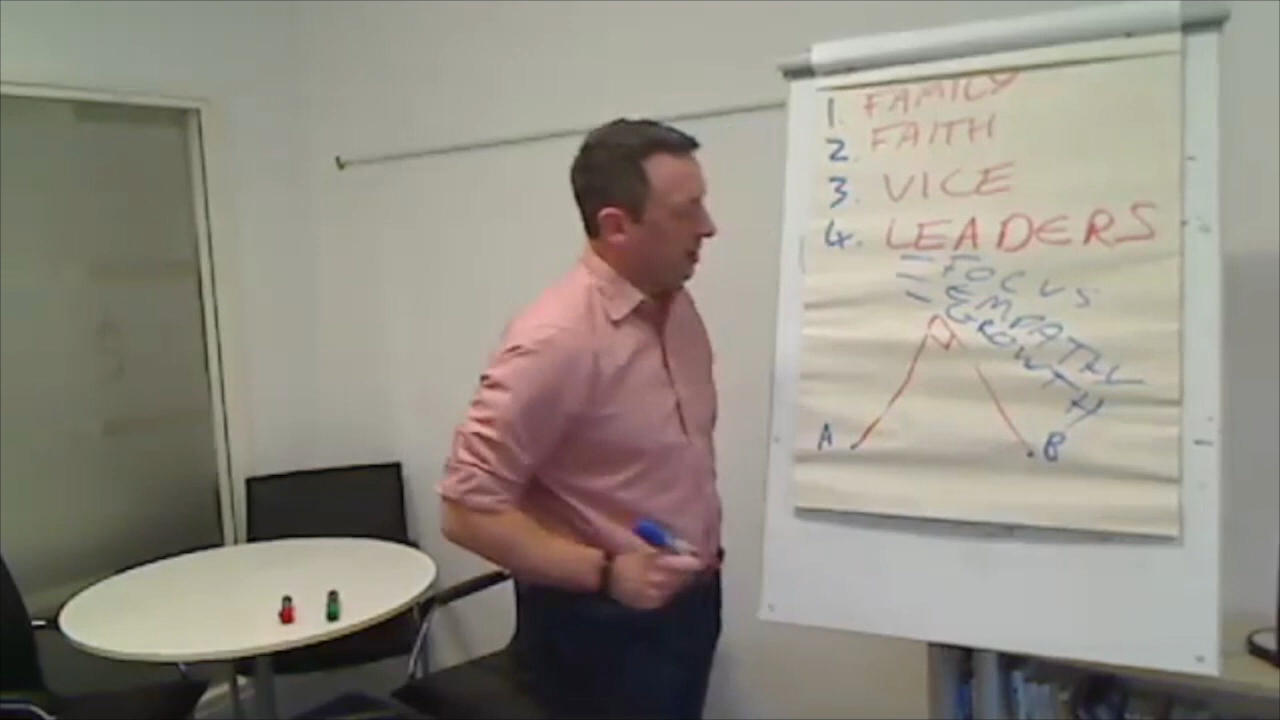 1. FAMILY
2. FAITH
3. VICE
4. LEADERS
- FOCUS
- EMPATHY
- GROWTH
A
B